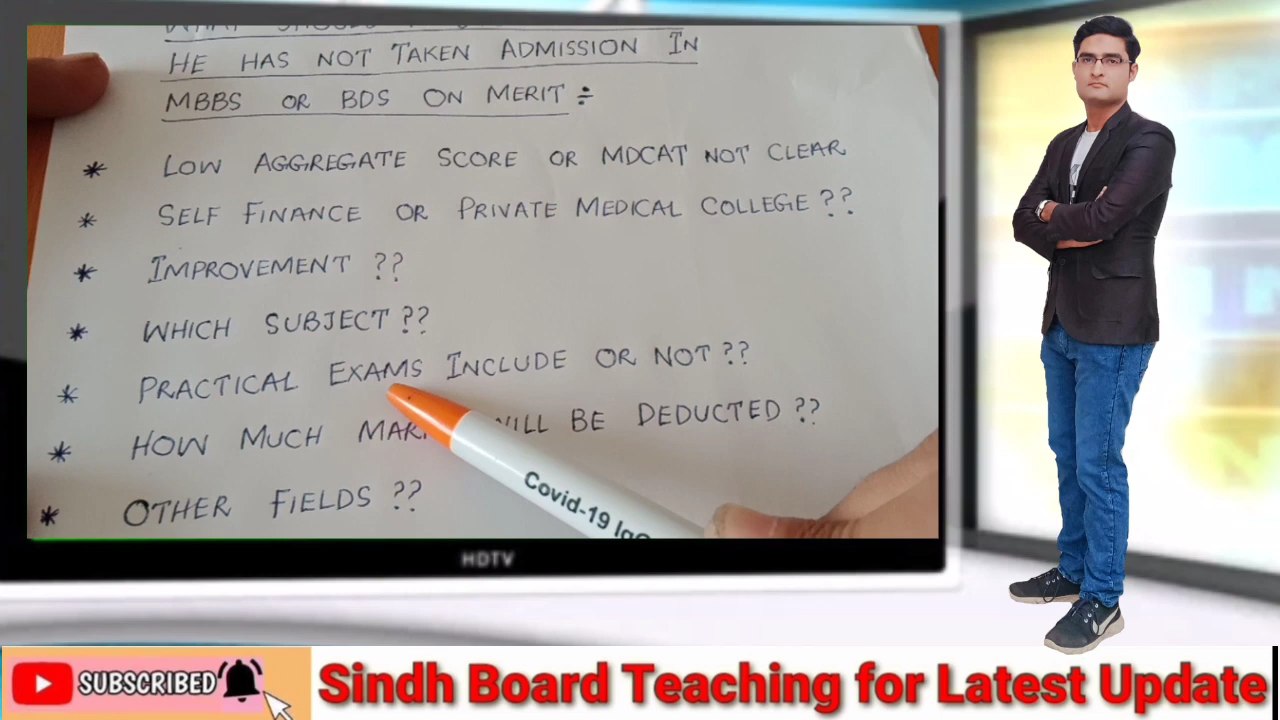 HE HAS NOT TAKEN ADMISSION IN
MBBS OR BDS ON MERIT ÷
* LOW AGGREGATE SCORE OR MDCAT NOT CLEAR
* SELF FINANCE OR PRIVATE MEDICAL COLLEGE ??
* IMPROVEMENT ??
* WHICH SUBJECT ??
* PRACTICAL EXAMS INCLUDE OR NOT ??
* HOW MUCH WILL BE DEDUCTED ??
* OTHER FIELDS ??
Covid-19
HDTV
SUBSCRIBED
Sindh Board Teaching for Latest Update